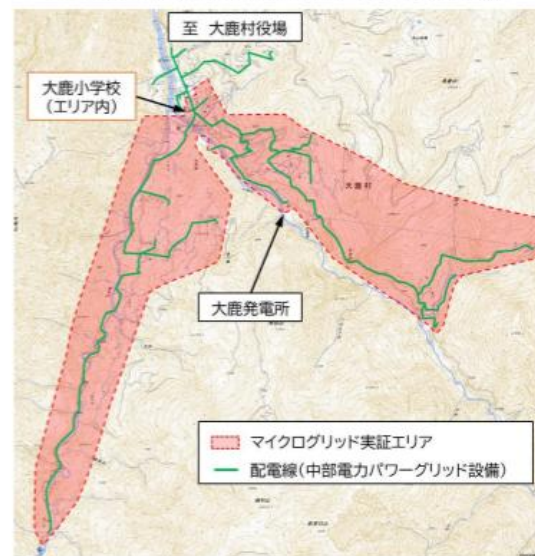 至 大鹿村役場
大鹿小学校
(エリア内)
大鹿村
大鹿発電所
マイクログリッド実証エリア
配電線(中部電力パワーグリッド設備)